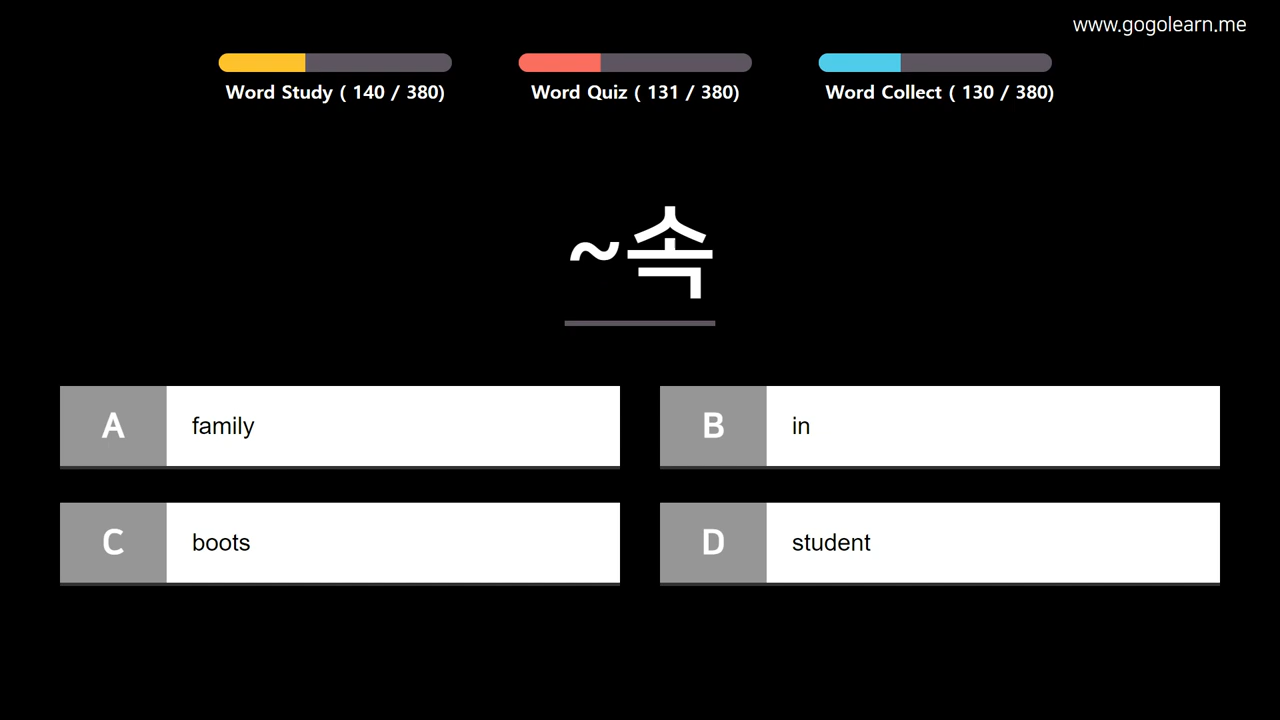 www.gogolearn.me
Word Study ( 140 / 380)
Word Quiz ( 131 / 380)
Word Collect ( 130 / 380)
~속
A family
B in
C boots
D student